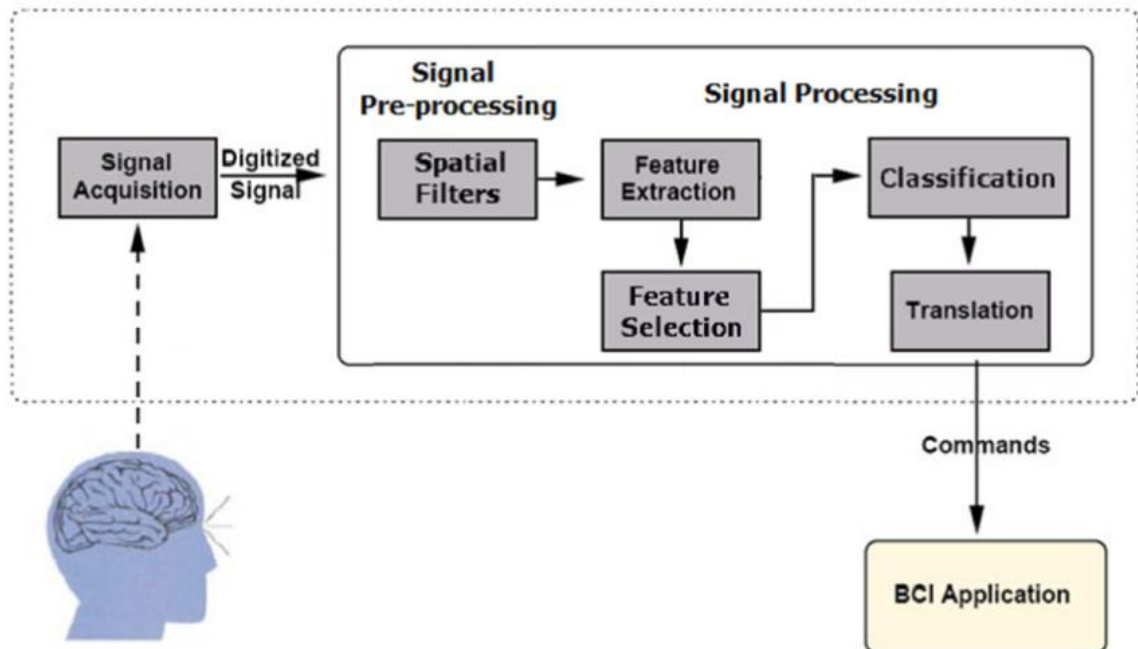 Signal
Pre-processing
Signal Processing
Signal
Acquisition
Digitized
Signal
Spatial
Filters
Feature
Extraction
Classification
Feature
Selection
Translation
Commands
BCI Application